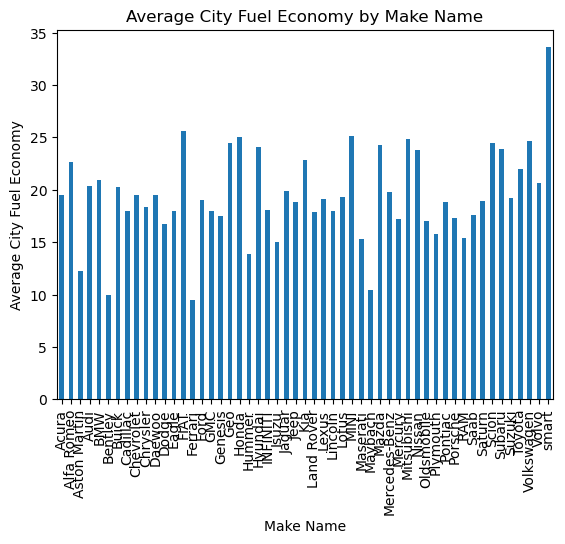 Average City Fuel Economy by Make Name
Average City Fuel Economy
35
30
25
20
15
10
5
0
Acura
Alfa Romeo
Aston Martin
Audi
BMW
Bentley
Buick
Cadillac
Chevrolet
Chrysler
Daewoo
Dodge
Eagle
FIAT
Ferrari
Ford
GMC
Genesis
Geo
Honda
Hummer
Hyundai
INFINITI
Isuzu
Jaguar
Jeep
Kia
Land Rover
Lexus
Lincoln
Lotus
MINI
Maserati
Maybach
Mazda
Mercedes-Benz
Mercury
Mitsubishi
Nissan
Oldsmobile
Plymouth
Pontiac
Porsche
RAM
Saab
Saturn
Scion
Subaru
Suzuki
Toyota
Volkswagen
Volvo
smart
Make Name